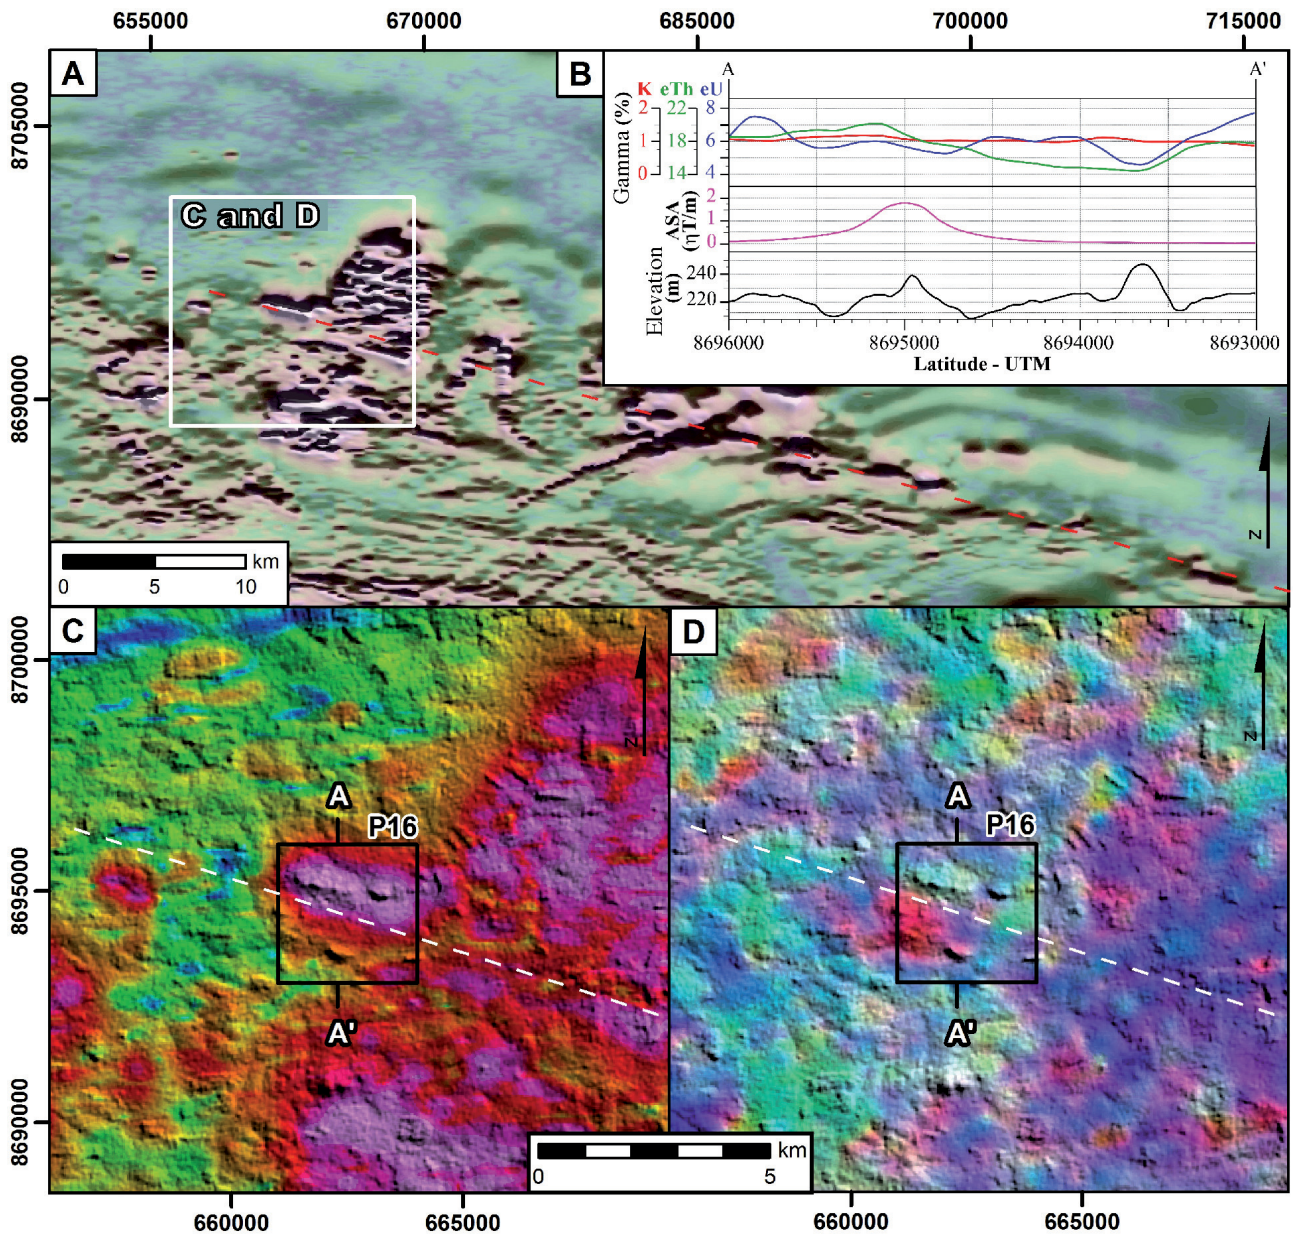 655000 670000 685000 700000 715000
A
B
8705000
8690000
C and D
A A'
K eTh eU
Gamma (%)
2 22 8
1 18 6
0 14 4
ASA
(ηT/m)
2
1
0
Elevation
(m)
240
220
8696000 8695000 8694000 8693000
Latitude - UTM
z
km
0 5 10
C
D
8700000
8695000
8690000
z
z
A
P16
A'
A
P16
A'
km
0 5
660000 665000 660000 665000